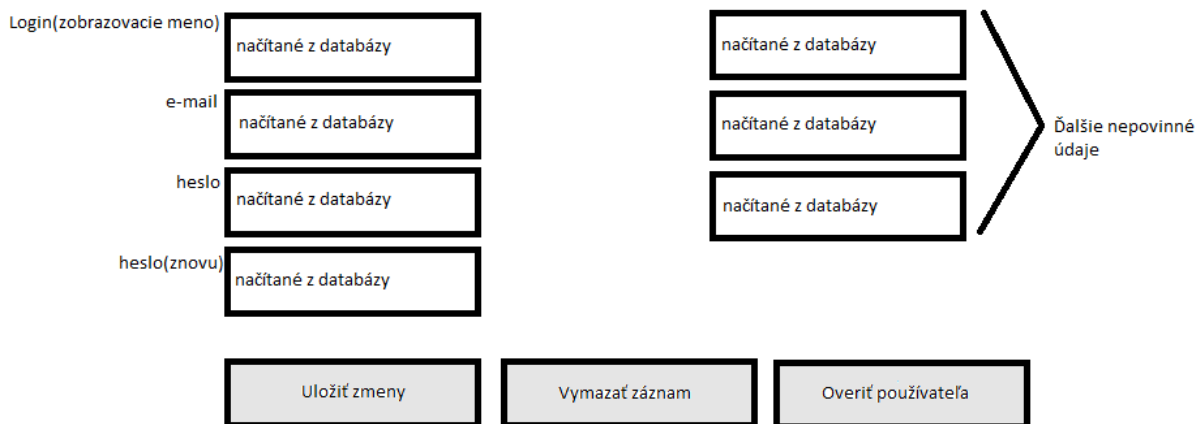 Login(zobrazovacie meno)
načítané z databázy
e-mail
načítané z databázy
heslo
načítané z databázy
heslo(znovu)
načítané z databázy
načítané z databázy
načítané z databázy
načítané z databázy
Ďalšie nepovinné
údaje
Uložiť zmeny
Vymazať záznam
Overiť používateľa